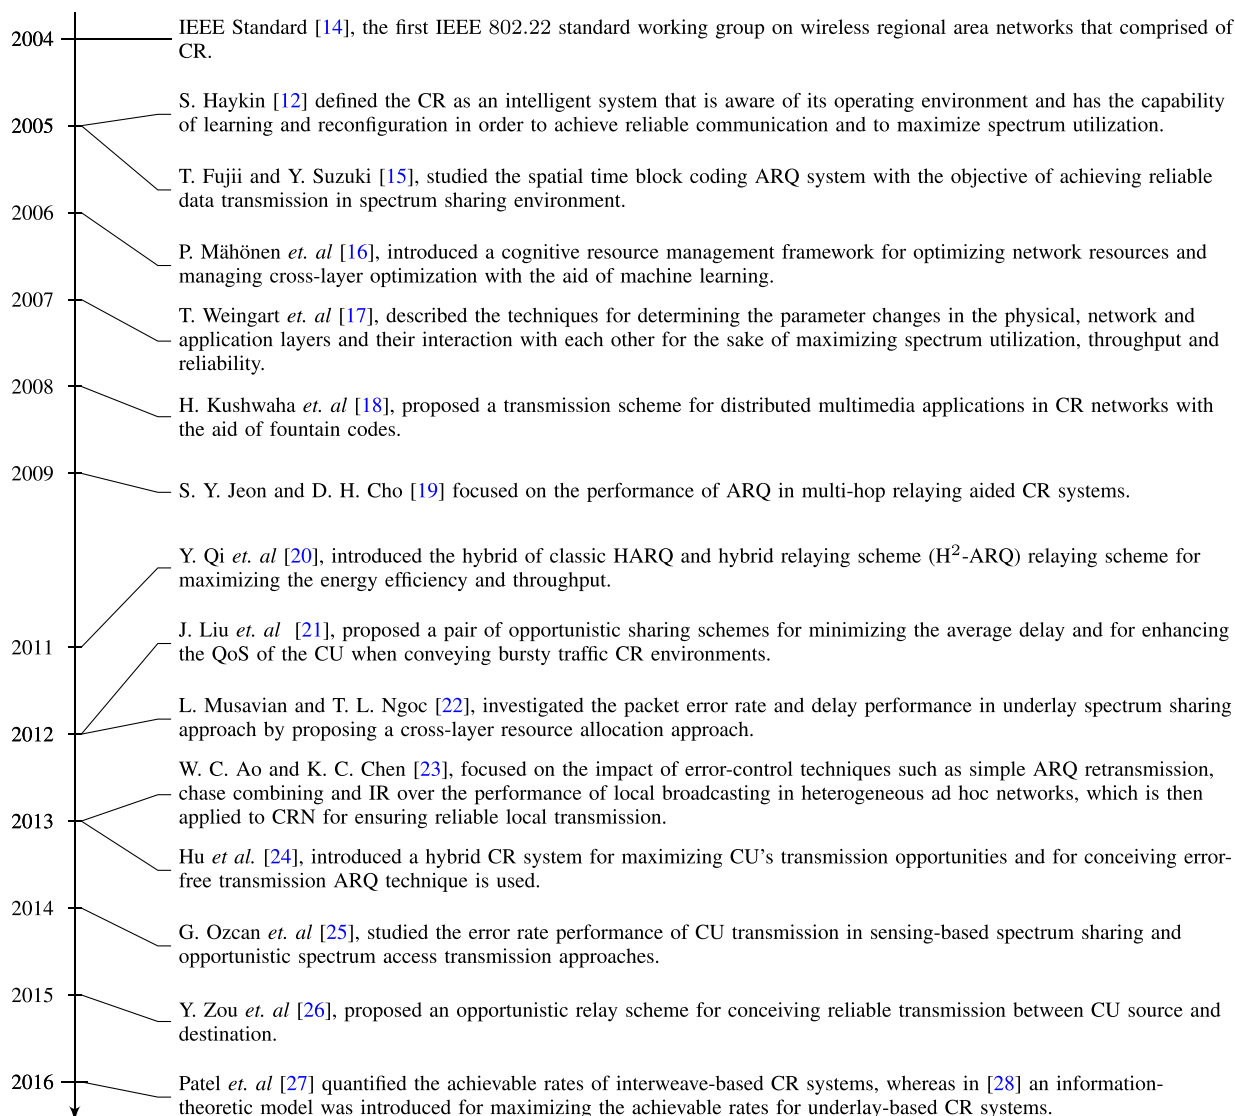 2004
IEEE Standard [14], the first IEEE 802.22 standard working group on wireless regional area networks that comprised of
CR.
2005
S. Haykin [12] defined the CR as an intelligent system that is aware of its operating environment and has the capability
of learning and reconfiguration in order to achieve reliable communication and to maximize spectrum utilization.
T. Fujii and Y. Suzuki [15], studied the spatial time block coding ARQ system with the objective of achieving reliable
data transmission in spectrum sharing environment.
2006
P. Mähönen et. al [16], introduced a cognitive resource management framework for optimizing network resources and
managing cross-layer optimization with the aid of machine learning.
2007
T. Weingart et. al [17], described the techniques for determining the parameter changes in the physical, network and
application layers and their interaction with each other for the sake of maximizing spectrum utilization, throughput and
reliability.
2008
H. Kushwaha et. al [18], proposed a transmission scheme for distributed multimedia applications in CR networks with
the aid of fountain codes.
2009
S. Y. Jeon and D. H. Cho [19] focused on the performance of ARQ in multi-hop relaying aided CR systems.
2011
Y. Qi et. al [20], introduced the hybrid of classic HARQ and hybrid relaying scheme (H²-ARQ) relaying scheme for
maximizing the energy efficiency and throughput.
2012
J. Liu et. al [21], proposed a pair of opportunistic sharing schemes for minimizing the average delay and for enhancing
the QoS of the CU when conveying bursty traffic CR environments.
L. Musavian and T. L. Ngoc [22], investigated the packet error rate and delay performance in underlay spectrum sharing
approach by proposing a cross-layer resource allocation approach.
2013
W. C. Ao and K. C. Chen [23], focused on the impact of error-control techniques such as simple ARQ retransmission,
chase combining and IR over the performance of local broadcasting in heterogeneous ad hoc networks, which is then
applied to CRN for ensuring reliable local transmission.
Hu et al. [24], introduced a hybrid CR system for maximizing CU's transmission opportunities and for conceiving error-
free transmission ARQ technique is used.
2014
G. Ozcan et. al [25], studied the error rate performance of CU transmission in sensing-based spectrum sharing and
opportunistic spectrum access transmission approaches.
2015
Y. Zou et. al [26], proposed an opportunistic relay scheme for conceiving reliable transmission between CU source and
destination.
2016
Patel et. al [27] quantified the achievable rates of interweave-based CR systems, whereas in [28] an information-
theoretic model was introduced for maximizing the achievable rates for underlay-based CR systems.